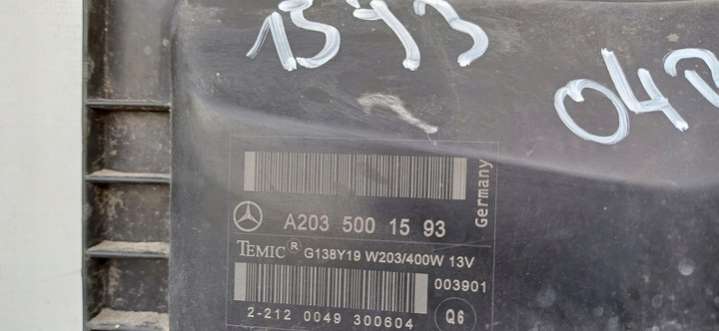 1593
042
Germany
A203 500 15 93
TEMIC® G138Y19 W203/400W 13V
003901
2-212 0049 300604
Q6